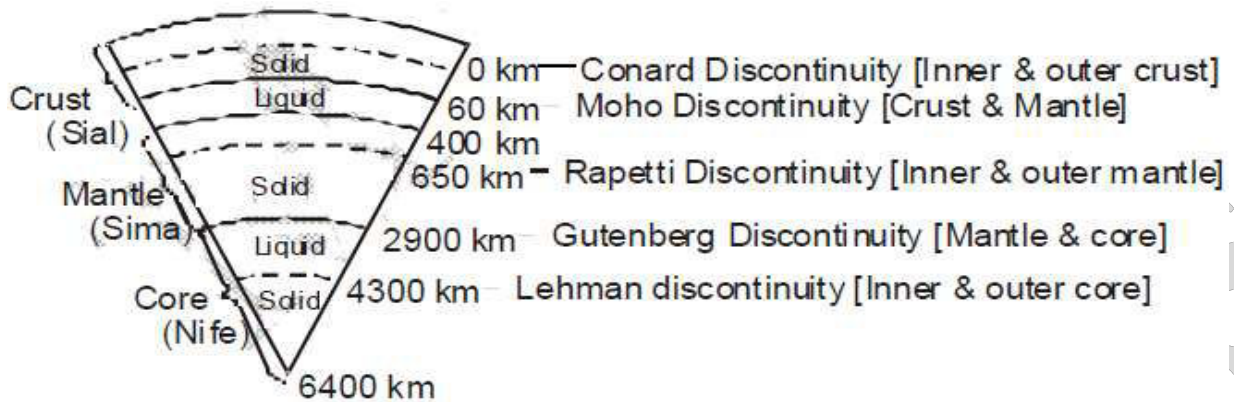 Solid
0 km Conard Discontinuity [Inner & outer crust]
Liquid
Crust
(Sial)
60 km Moho Discontinuity [Crust & Mantle]
400 km
650 km - Rapetti Discontinuity [Inner & outer mantle]
Solid
Mantle
(Sima)
2900 km Gutenberg Discontinuity [Mantle & core]
Liquid
4300 km Lehman discontinuity [Inner & outer core]
Core
(Nife)
Solid
6400 km